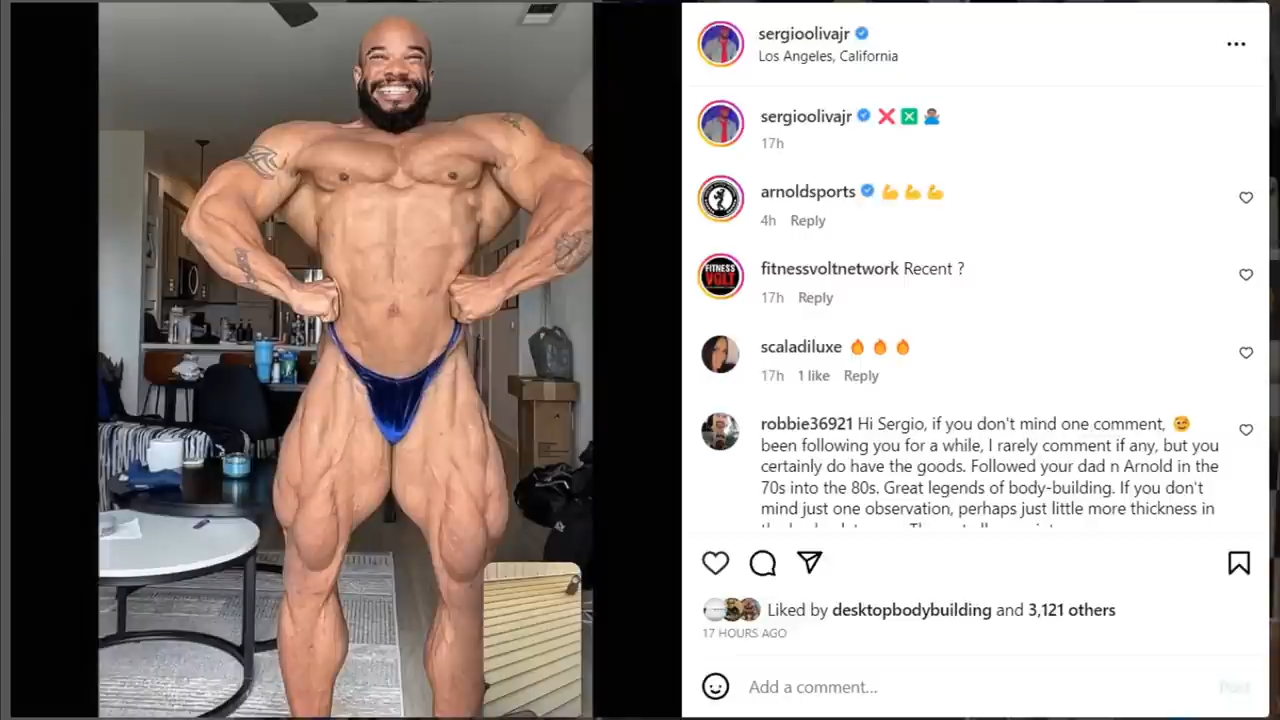 sergioolivajr
Los Angeles, California
sergioolivajr ❌ ❎ 🙅🏾‍♂️
17h
arnoldsports 💪 💪 💪
4h Reply
FITNESS
VOLT
fitnessvoltnetwork Recent ?
17h Reply
scaladiluxe 🔥 🔥 🔥
17h 1 like Reply
robbie36921 Hi Sergio, if you don't mind one comment, 😊
been following you for a while, I rarely comment if any, but you
certainly do have the goods. Followed your dad n Arnold in the
70s into the 80s. Great legends of body-building. If you don't
mind just one observation, perhaps just little more thickness in
Liked by desktopbodybuilding and 3,121 others
17 HOURS AGO
Add a comment...
Post